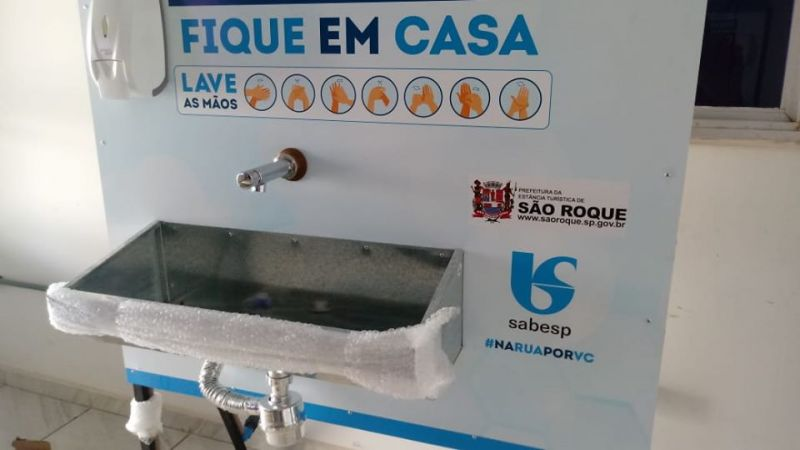 FIQUE EM CASA
LAVE
AS MÃOS
PREFEITURA DA
ESTÂNCIA TURÍSTICA DE
SÃO ROQUE
www.saoroque.sp.gov.br
sabesp
#NARUAPORVC